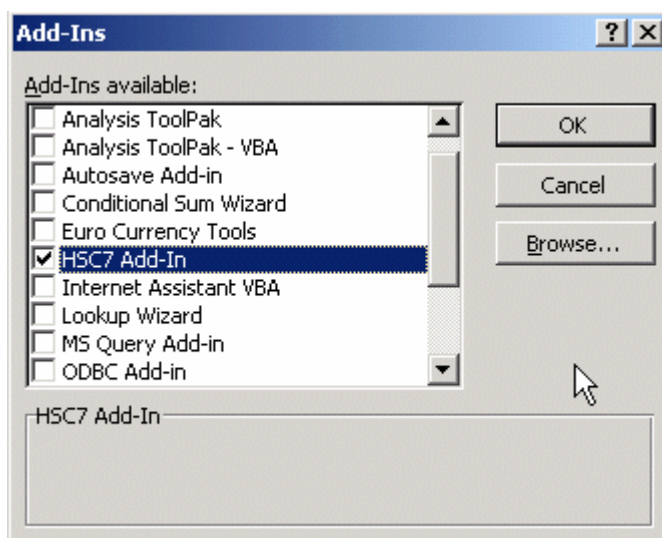 Add-Ins
Add-Ins available:
Analysis ToolPak
Analysis ToolPak - VBA
Autosave Add-in
Conditional Sum Wizard
Euro Currency Tools
HSC7 Add-In
Internet Assistant VBA
Lookup Wizard
MS Query Add-in
ODBC Add-in
OK
Cancel
Browse...
HSC7 Add-In